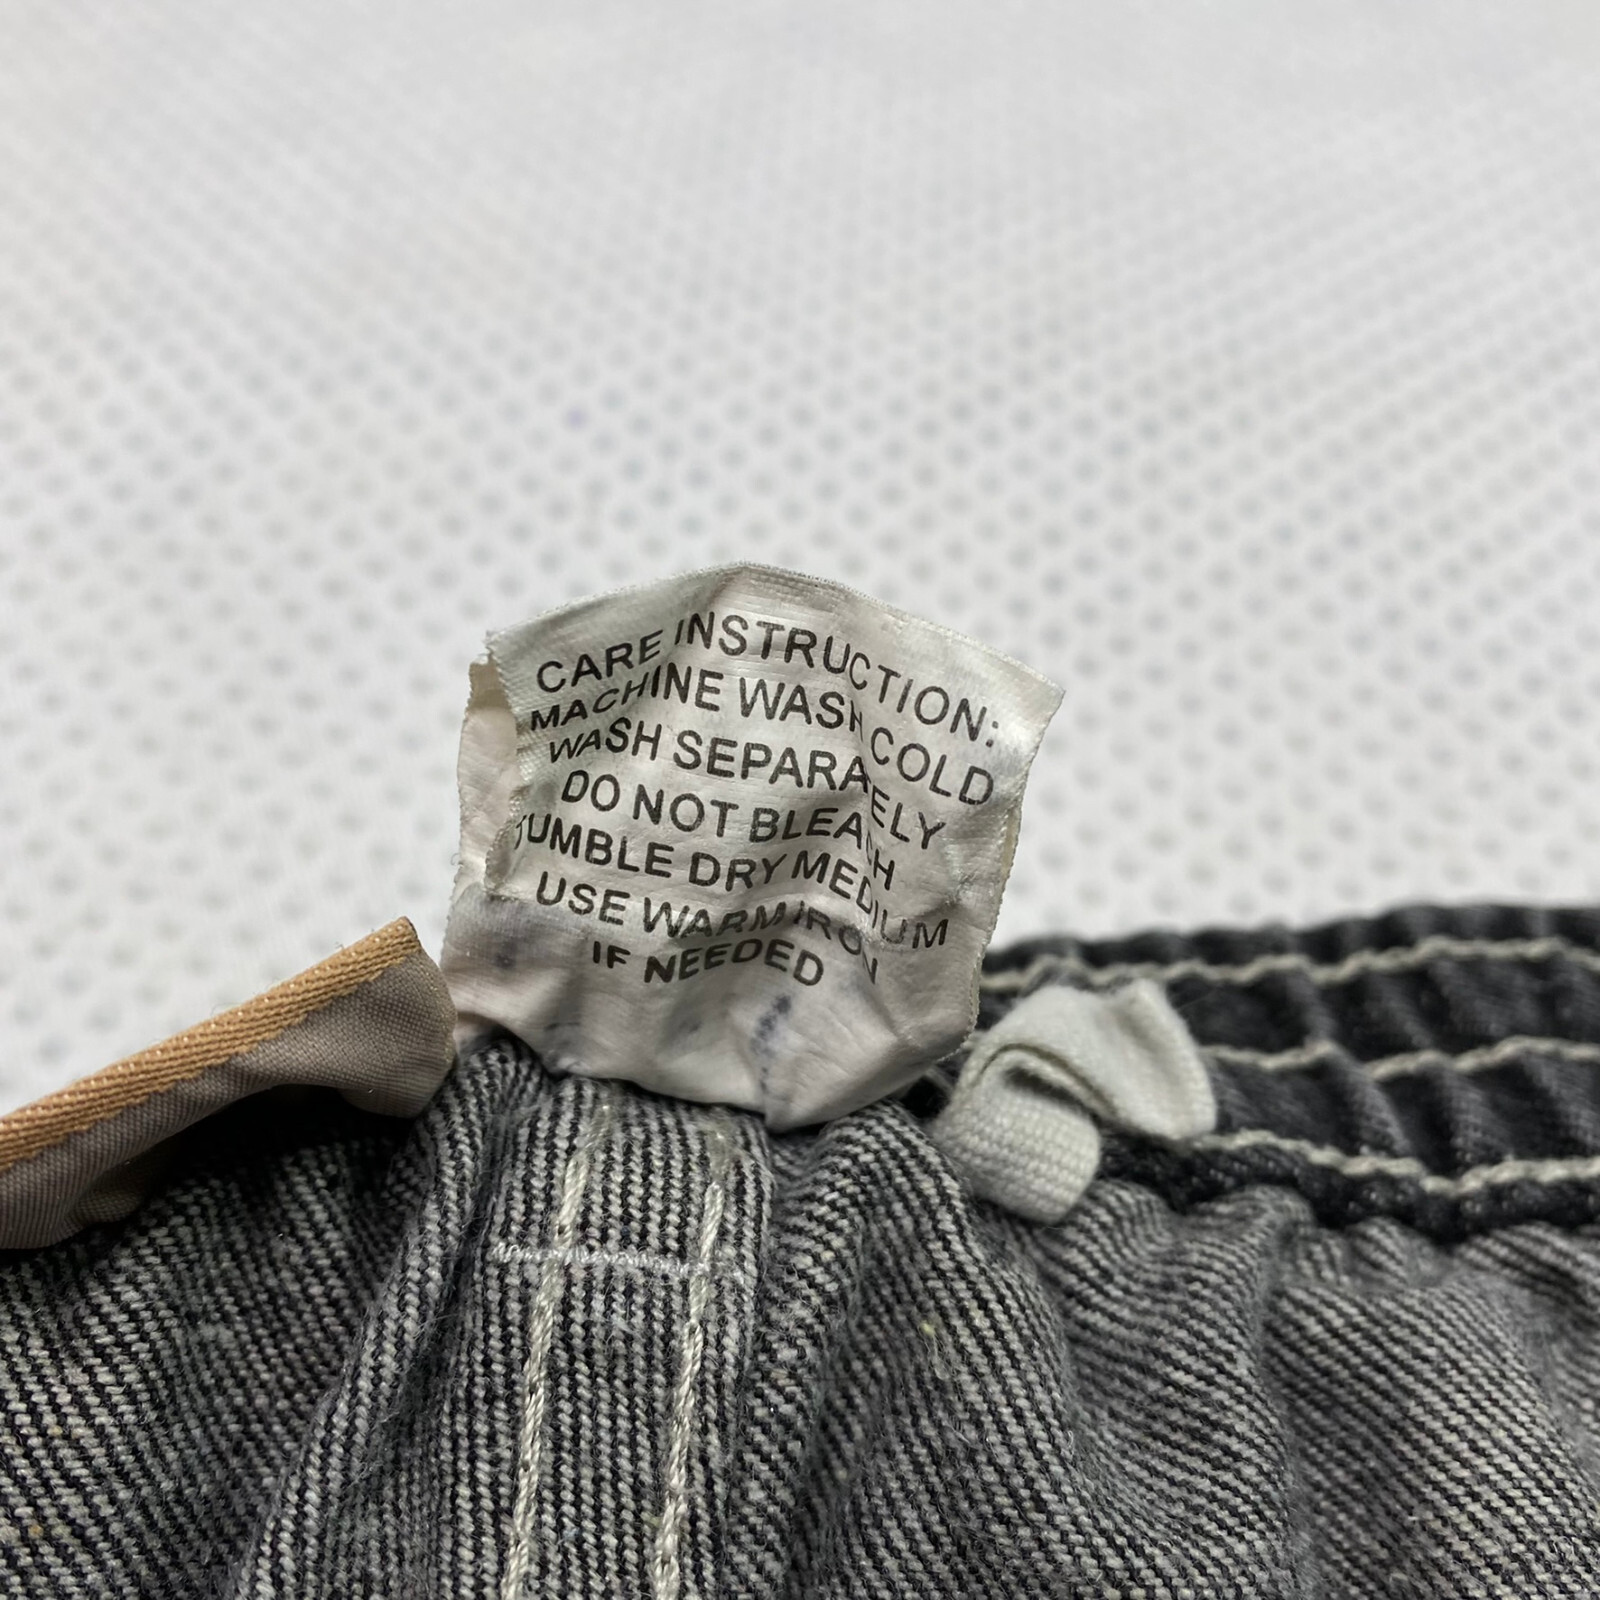 CARE INSTRUCTION:
MACHINE WASH COLD
WASH SEPARATELY
DO NOT BLEACH
TUMBLE DRY MEDIUM
USE WARM IRON
IF NEEDED